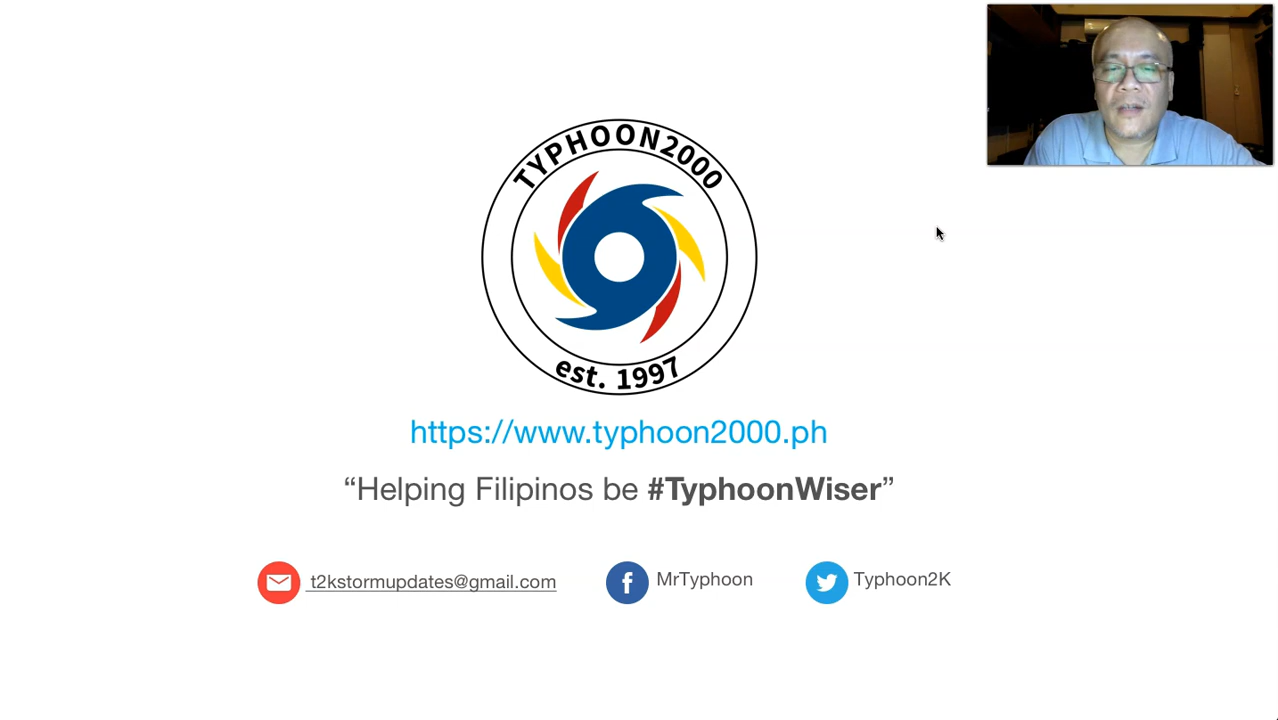 TYPHOON2000
est. 1997
https://www.typhoon2000.ph
“Helping Filipinos be #TyphoonWiser”
t2kstormupdates@gmail.com
MrTyphoon
Typhoon2K